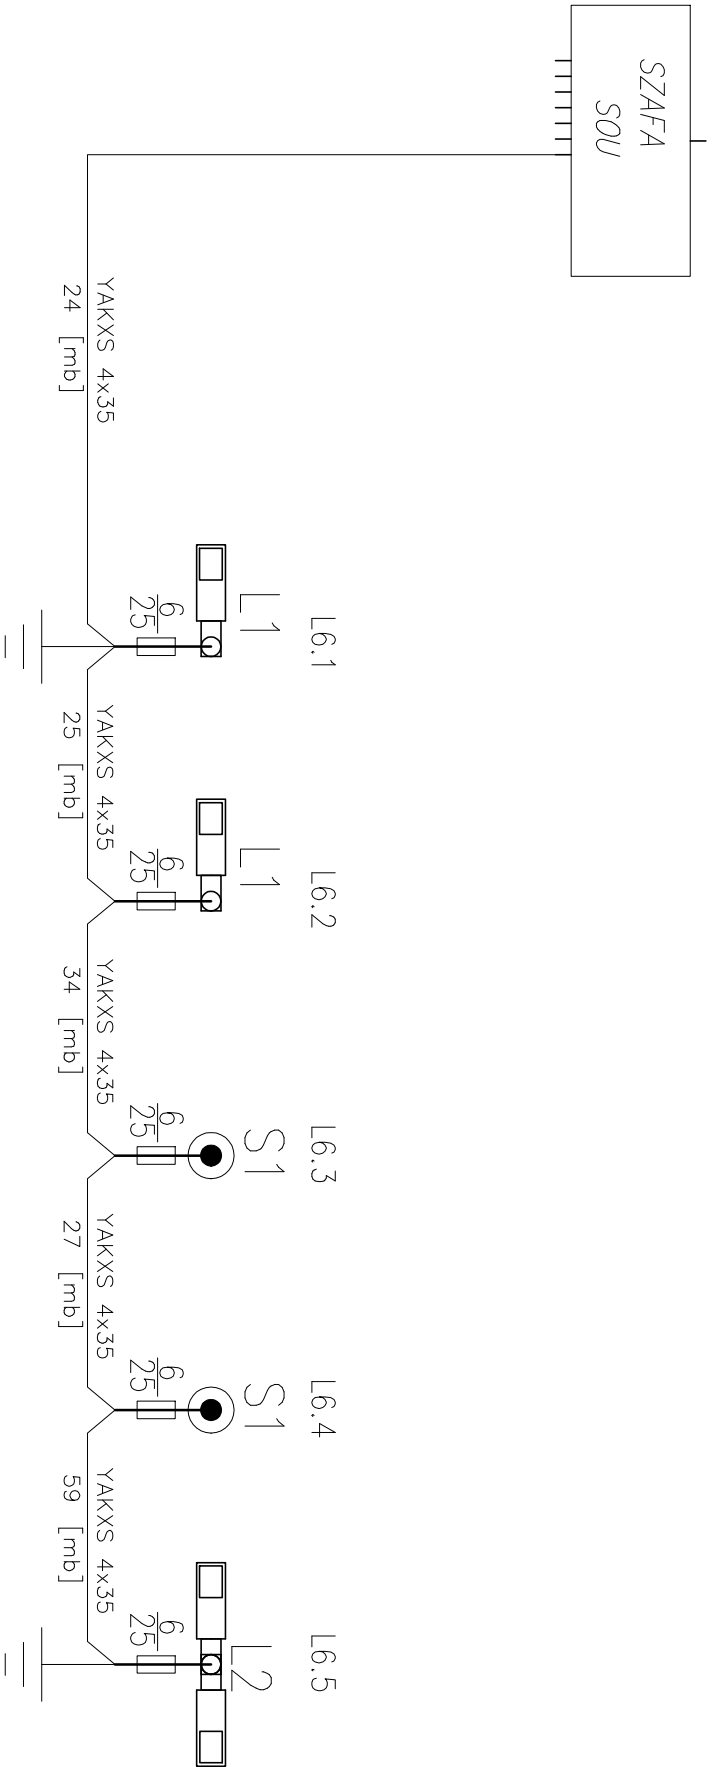 SZAFA
SOU
YAKXS 4x35
24 [mb]
L6.1
L1
6
25
YAKXS 4x35
25 [mb]
L6.2
L1
6
25
YAKXS 4x35
34 [mb]
L6.3
S1
6
25
YAKXS 4x35
27 [mb]
L6.4
S1
6
25
YAKXS 4x35
59 [mb]
L6.5
L2
6
25